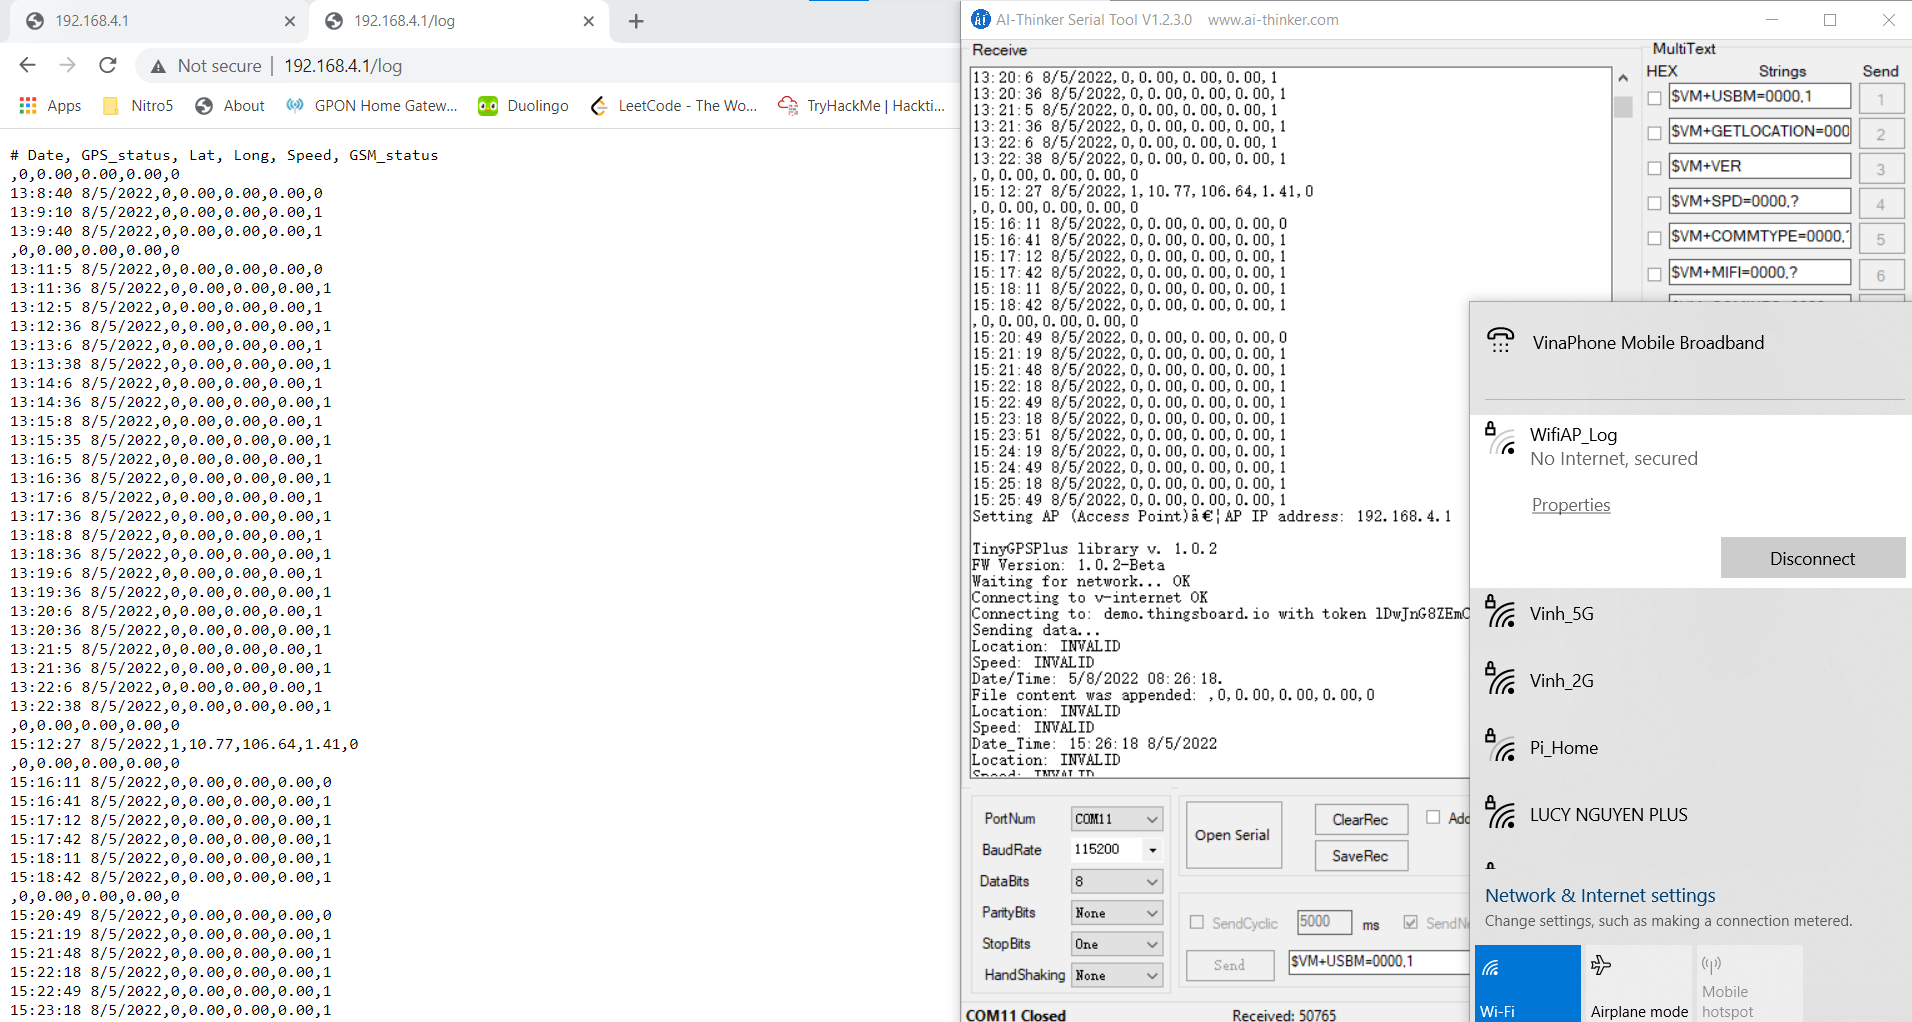 192.168.4.1
192.168.4.1/log
Not secure
192.168.4.1/log
Apps
Nitro5
About
GPON Home Gatew...
Duolingo
LeetCode - The Wo...
TryHackMe | Hackti...
# Date, GPS_status, Lat, Long, Speed, GSM_status
,0,0.00,0.00,0.00,0
13:8:40 8/5/2022,0,0.00,0.00,0.00,0
13:9:10 8/5/2022,0,0.00,0.00,0.00,1
13:9:40 8/5/2022,0,0.00,0.00,0.00,1
,0,0.00,0.00,0.00,0
13:11:5 8/5/2022,0,0.00,0.00,0.00,0
13:11:36 8/5/2022,0,0.00,0.00,0.00,1
13:12:5 8/5/2022,0,0.00,0.00,0.00,1
13:12:36 8/5/2022,0,0.00,0.00,0.00,1
13:13:6 8/5/2022,0,0.00,0.00,0.00,1
13:13:38 8/5/2022,0,0.00,0.00,0.00,1
13:14:6 8/5/2022,0,0.00,0.00,0.00,1
13:14:36 8/5/2022,0,0.00,0.00,0.00,1
13:15:8 8/5/2022,0,0.00,0.00,0.00,1
13:15:35 8/5/2022,0,0.00,0.00,0.00,1
13:16:5 8/5/2022,0,0.00,0.00,0.00,1
13:16:36 8/5/2022,0,0.00,0.00,0.00,1
13:17:6 8/5/2022,0,0.00,0.00,0.00,1
13:17:36 8/5/2022,0,0.00,0.00,0.00,1
13:18:8 8/5/2022,0,0.00,0.00,0.00,1
13:18:36 8/5/2022,0,0.00,0.00,0.00,1
13:19:6 8/5/2022,0,0.00,0.00,0.00,1
13:19:36 8/5/2022,0,0.00,0.00,0.00,1
13:20:6 8/5/2022,0,0.00,0.00,0.00,1
13:20:36 8/5/2022,0,0.00,0.00,0.00,1
13:21:5 8/5/2022,0,0.00,0.00,0.00,1
13:21:36 8/5/2022,0,0.00,0.00,0.00,1
13:22:6 8/5/2022,0,0.00,0.00,0.00,1
13:22:38 8/5/2022,0,0.00,0.00,0.00,1
,0,0.00,0.00,0.00,0
15:12:27 8/5/2022,1,10.77,106.64,1.41,0
,0,0.00,0.00,0.00,0
15:16:11 8/5/2022,0,0.00,0.00,0.00,0
15:16:41 8/5/2022,0,0.00,0.00,0.00,1
15:17:12 8/5/2022,0,0.00,0.00,0.00,1
15:17:42 8/5/2022,0,0.00,0.00,0.00,1
15:18:11 8/5/2022,0,0.00,0.00,0.00,1
15:18:42 8/5/2022,0,0.00,0.00,0.00,1
,0,0.00,0.00,0.00,0
15:20:49 8/5/2022,0,0.00,0.00,0.00,0
15:21:19 8/5/2022,0,0.00,0.00,0.00,1
15:21:48 8/5/2022,0,0.00,0.00,0.00,1
15:22:18 8/5/2022,0,0.00,0.00,0.00,1
15:22:49 8/5/2022,0,0.00,0.00,0.00,1
15:23:18 8/5/2022,0,0.00,0.00,0.00,1
AI-Thinker Serial Tool V1.2.3.0 www.ai-thinker.com
Receive
13:20:6 8/5/2022,0,0.00,0.00,0.00,1
13:20:36 8/5/2022,0,0.00,0.00,0.00,1
13:21:5 8/5/2022,0,0.00,0.00,0.00,1
13:21:36 8/5/2022,0,0.00,0.00,0.00,1
13:22:6 8/5/2022,0,0.00,0.00,0.00,1
13:22:38 8/5/2022,0,0.00,0.00,0.00,1
,0,0.00,0.00,0.00,0
15:12:27 8/5/2022,1,10.77,106.64,1.41,0
,0,0.00,0.00,0.00,0
15:16:11 8/5/2022,0,0.00,0.00,0.00,0
15:16:41 8/5/2022,0,0.00,0.00,0.00,1
15:17:12 8/5/2022,0,0.00,0.00,0.00,1
15:17:42 8/5/2022,0,0.00,0.00,0.00,1
15:18:11 8/5/2022,0,0.00,0.00,0.00,1
15:18:42 8/5/2022,0,0.00,0.00,0.00,1
,0,0.00,0.00,0.00,0
15:20:49 8/5/2022,0,0.00,0.00,0.00,0
15:21:19 8/5/2022,0,0.00,0.00,0.00,1
15:21:48 8/5/2022,0,0.00,0.00,0.00,1
15:22:18 8/5/2022,0,0.00,0.00,0.00,1
15:22:49 8/5/2022,0,0.00,0.00,0.00,1
15:23:18 8/5/2022,0,0.00,0.00,0.00,1
15:23:51 8/5/2022,0,0.00,0.00,0.00,1
15:24:19 8/5/2022,0,0.00,0.00,0.00,1
15:24:49 8/5/2022,0,0.00,0.00,0.00,1
15:25:18 8/5/2022,0,0.00,0.00,0.00,1
15:25:49 8/5/2022,0,0.00,0.00,0.00,1
Setting AP (Access Point)â€¦AP IP address: 192.168.4.1
TinyGPSPlus library v. 1.0.2
FW Version: 1.0.2-Beta
Waiting for network... OK
Connecting to v-internet OK
Connecting to: demo.thingsboard.io with token lDwJnG8ZEmC
Sending data...
Location: INVALID
Speed: INVALID
Date/Time: 5/8/2022 08:26:18.
File content was appended: ,0,0.00,0.00,0.00,0
Location: INVALID
Speed: INVALID
Date_Time: 15:26:18 8/5/2022
Location: INVALID
Speed: INVALID
MultiText
HEX Strings Send
$VM+USBM=0000,1 1
$VM+GETLOCATION=000 2
$VM+VER 3
$VM+SPD=0000,? 4
$VM+COMMTYPE=0000, 5
$VM+MIFI=0000,? 6
PortNum COM11
BaudRate 115200
DataBits 8
ParityBits None
StopBits One
HandShaking None
Open Serial
ClearRec
SaveRec
Add
SendCyclic 5000 ms SendNe
Send $VM+USBM=0000,1
COM11 Closed Received: 50765
VinaPhone Mobile Broadband
WifiAP_Log
No Internet, secured
Properties
Disconnect
Vinh_5G
Vinh_2G
Pi_Home
LUCY NGUYEN PLUS
Network & Internet settings
Change settings, such as making a connection metered.
Wi-Fi
Airplane mode
Mobile
hotspot